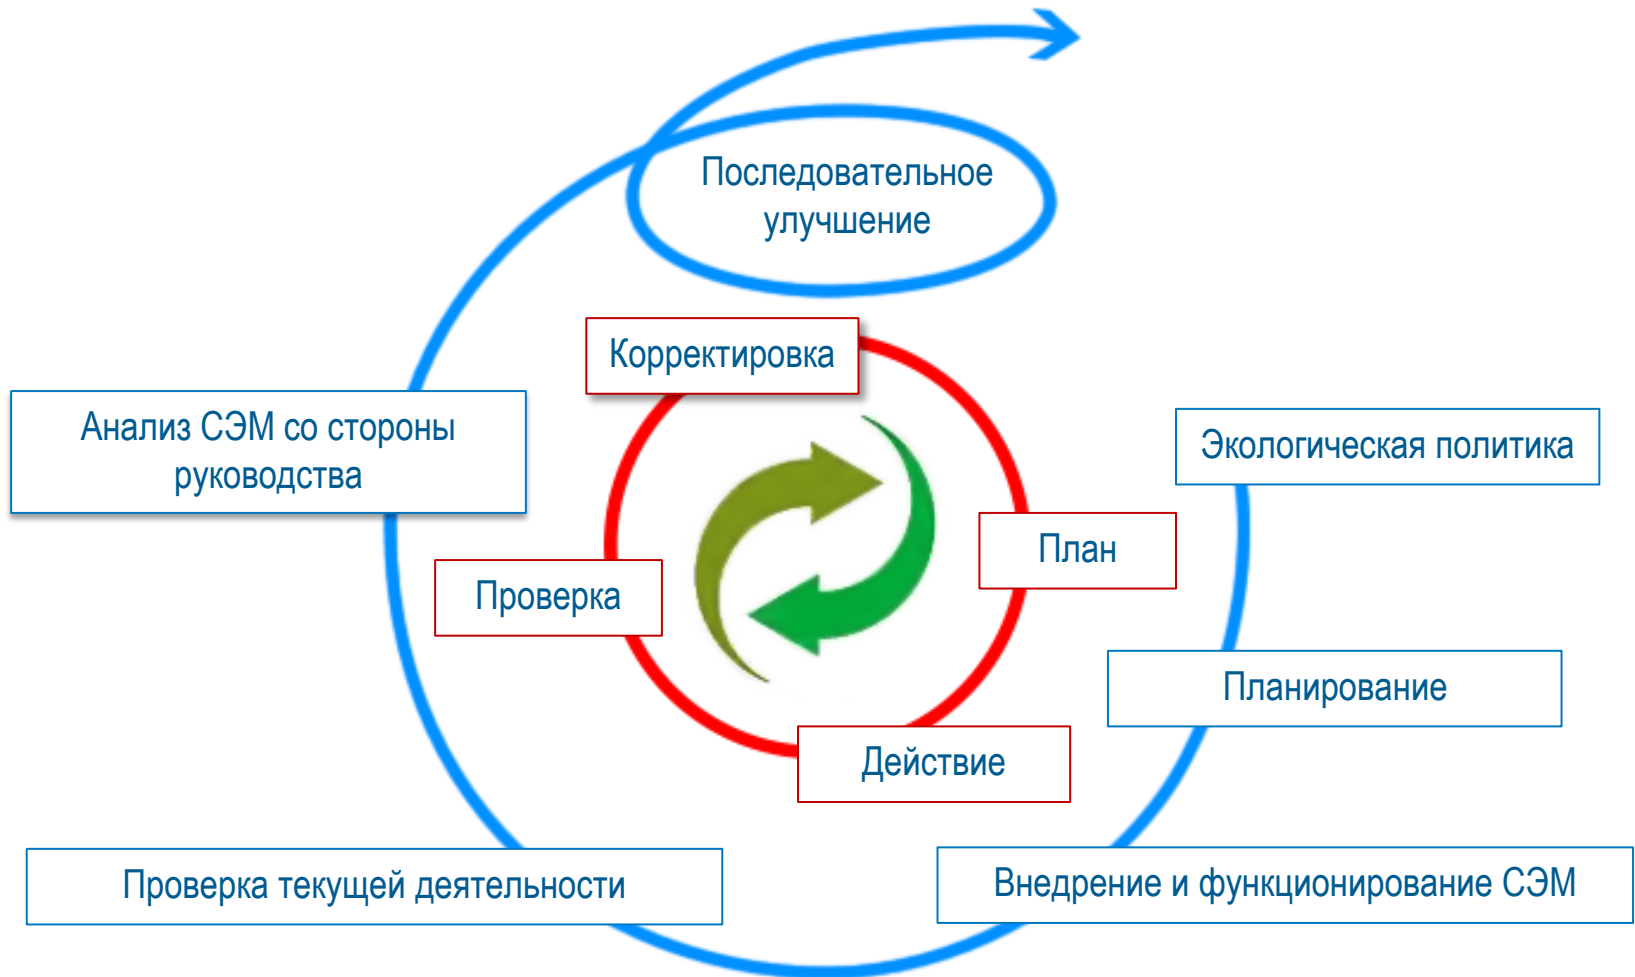 Последовательное
улучшение
Корректировка
Анализ СЭМ со стороны
руководства
Экологическая политика
План
Проверка
Планирование
Действие
Проверка текущей деятельности
Внедрение и функционирование СЭМ